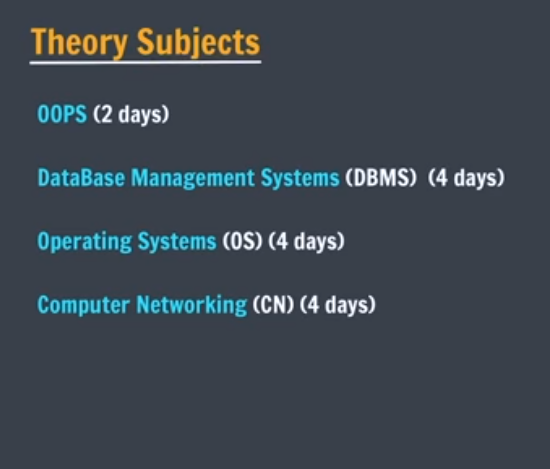 Theory Subjects
OOPS (2 days)
DataBase Management Systems (DBMS) (4 days)
Operating Systems (OS) (4 days)
Computer Networking (CN) (4 days)